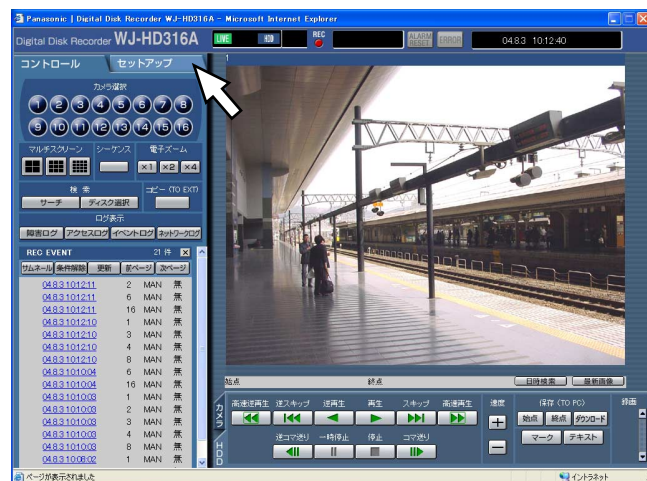 Panasonic | Digital Disk Recorder WJ-HD316A - Microsoft Internet Explorer
Digital Disk Recorder WJ-HD316A
LIVE HDD REC ALARM RESET ERROR 04.8.3 10:12:40
コントロール セットアップ
1
カメラ選択
1 2 3 4 5 6 7 8
9 10 11 12 13 14 15 16
マルチスクリーン シーケンス 電子ズーム
×1 ×2 ×4
検 索 コピー (TO EXT)
サーチ ディスク選択
ログ表示
障害ログ アクセスログ イベントログ ネットワークログ
REC EVENT 21 件
サムネール 条件解除 更新 前ページ 次ページ
04.8.3 10:12:11 2 MAN 無
04.8.3 10:12:11 6 MAN 無
04.8.3 10:12:11 16 MAN 無
04.8.3 10:12:10 1 MAN 無
04.8.3 10:12:10 3 MAN 無
04.8.3 10:12:10 4 MAN 無
04.8.3 10:12:10 8 MAN 無
04.8.3 10:10:04 6 MAN 無
04.8.3 10:10:04 16 MAN 無
04.8.3 10:10:03 1 MAN 無
04.8.3 10:10:03 2 MAN 無
04.8.3 10:10:03 3 MAN 無
04.8.3 10:10:03 4 MAN 無
04.8.3 10:10:03 8 MAN 無
04.8.3 10:08:02 1 MAN 無
始点 終点 日時検索 最新画像
カメラ
HDD
高速逆再生 逆スキップ 逆再生 再生 スキップ 高速再生 速度 保存 (TO PC) 録画
始点 終点 ダウンロード
逆コマ送り 一時停止 停止 コマ送り
マーク テキスト
ページが表示されました イントラネット